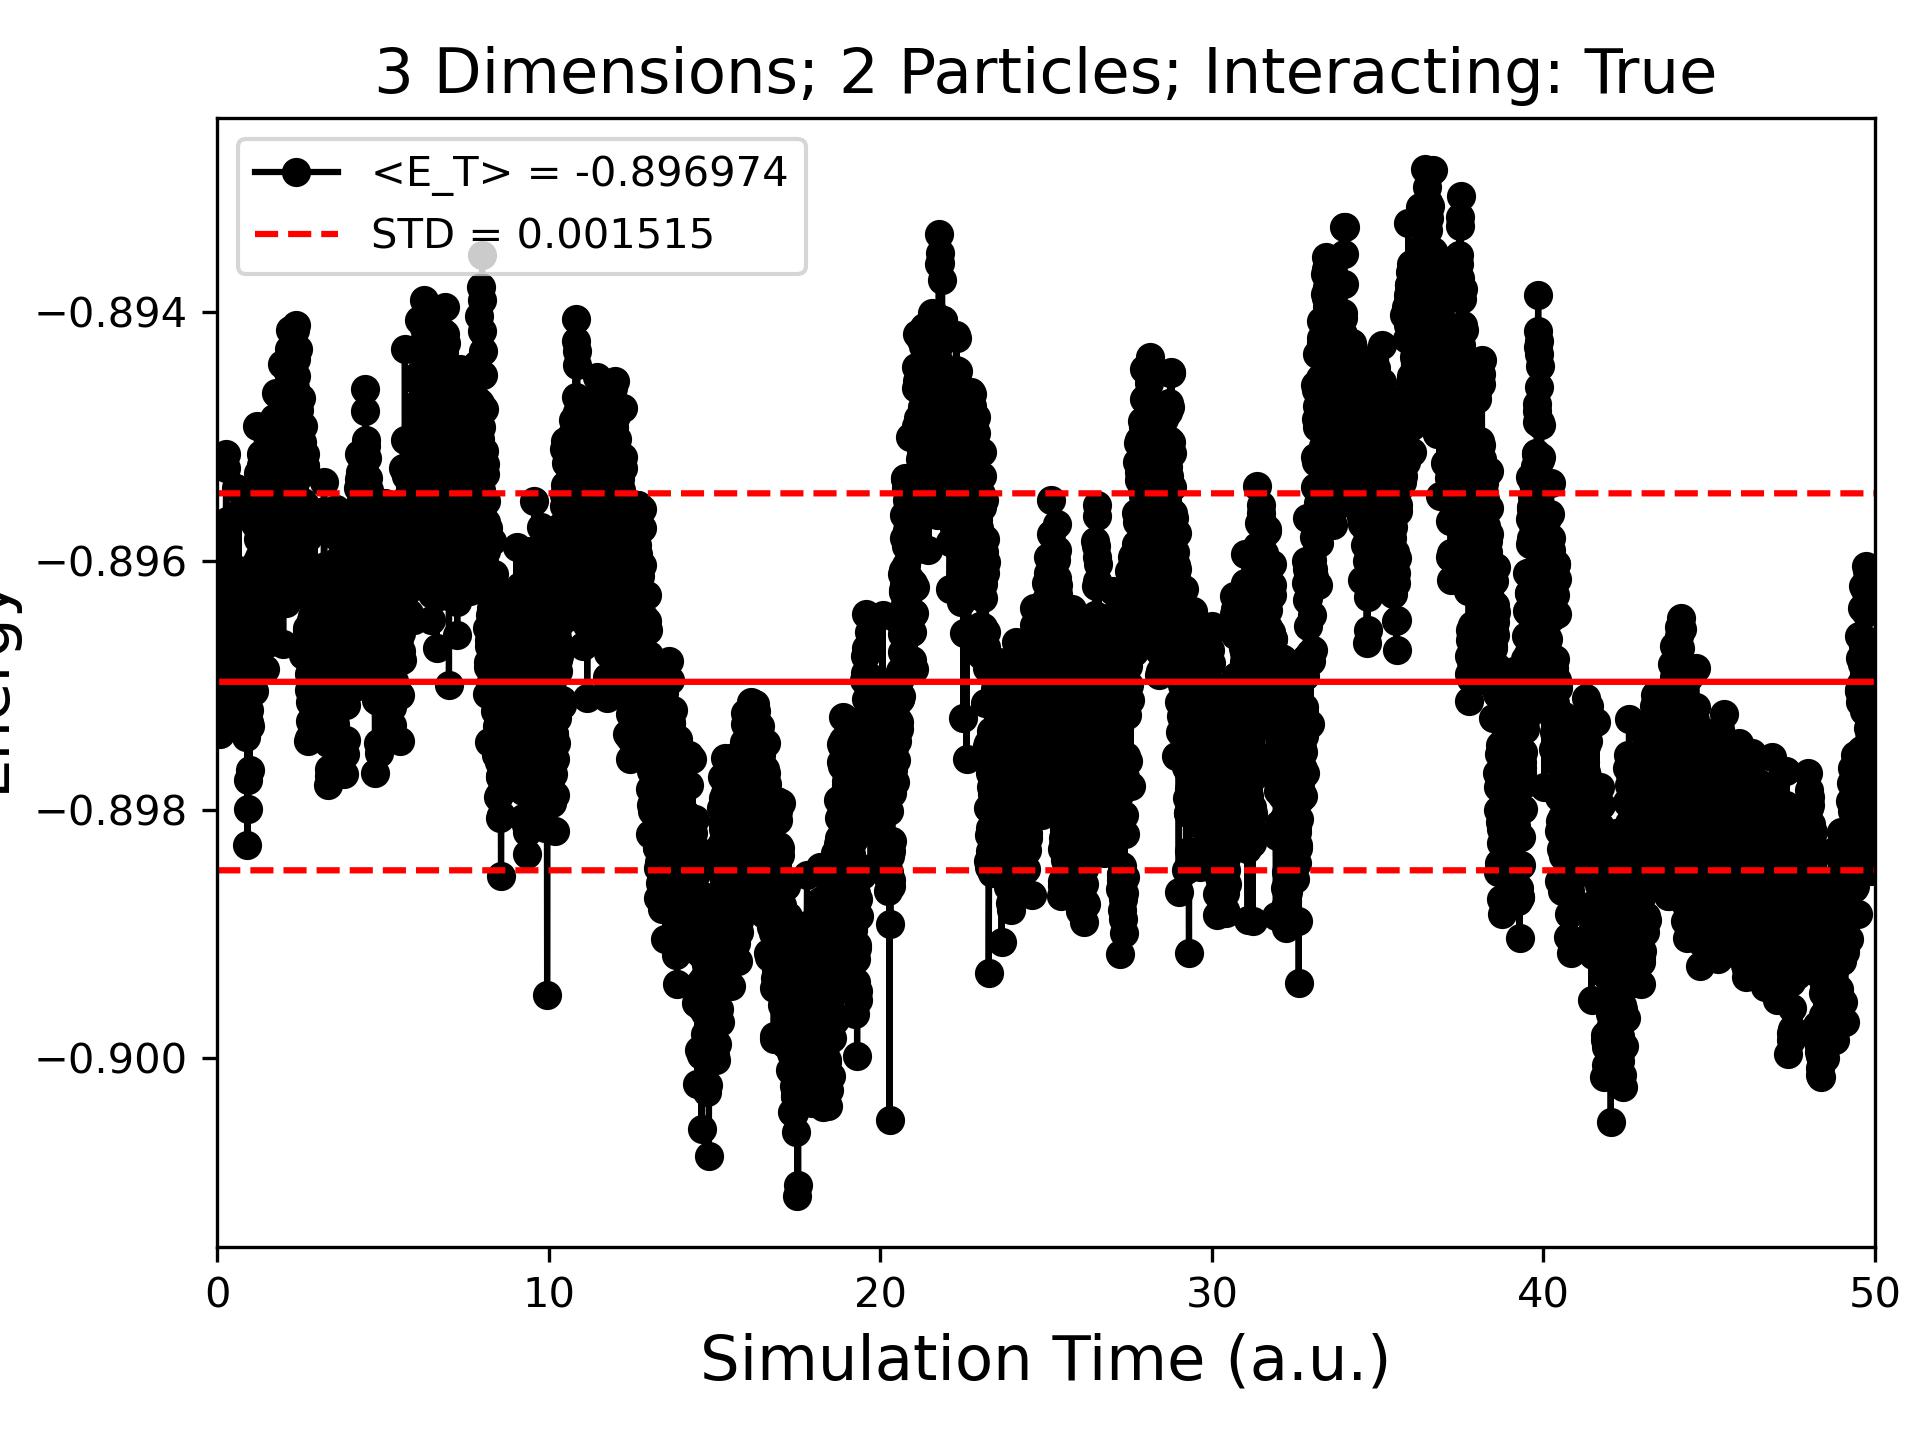 3 Dimensions; 2 Particles; Interacting: True
<E_T> = -0.896974
STD = 0.001515
−0.894
−0.896
−0.898
−0.900
0
10
20
30
40
50
Simulation Time (a.u.)